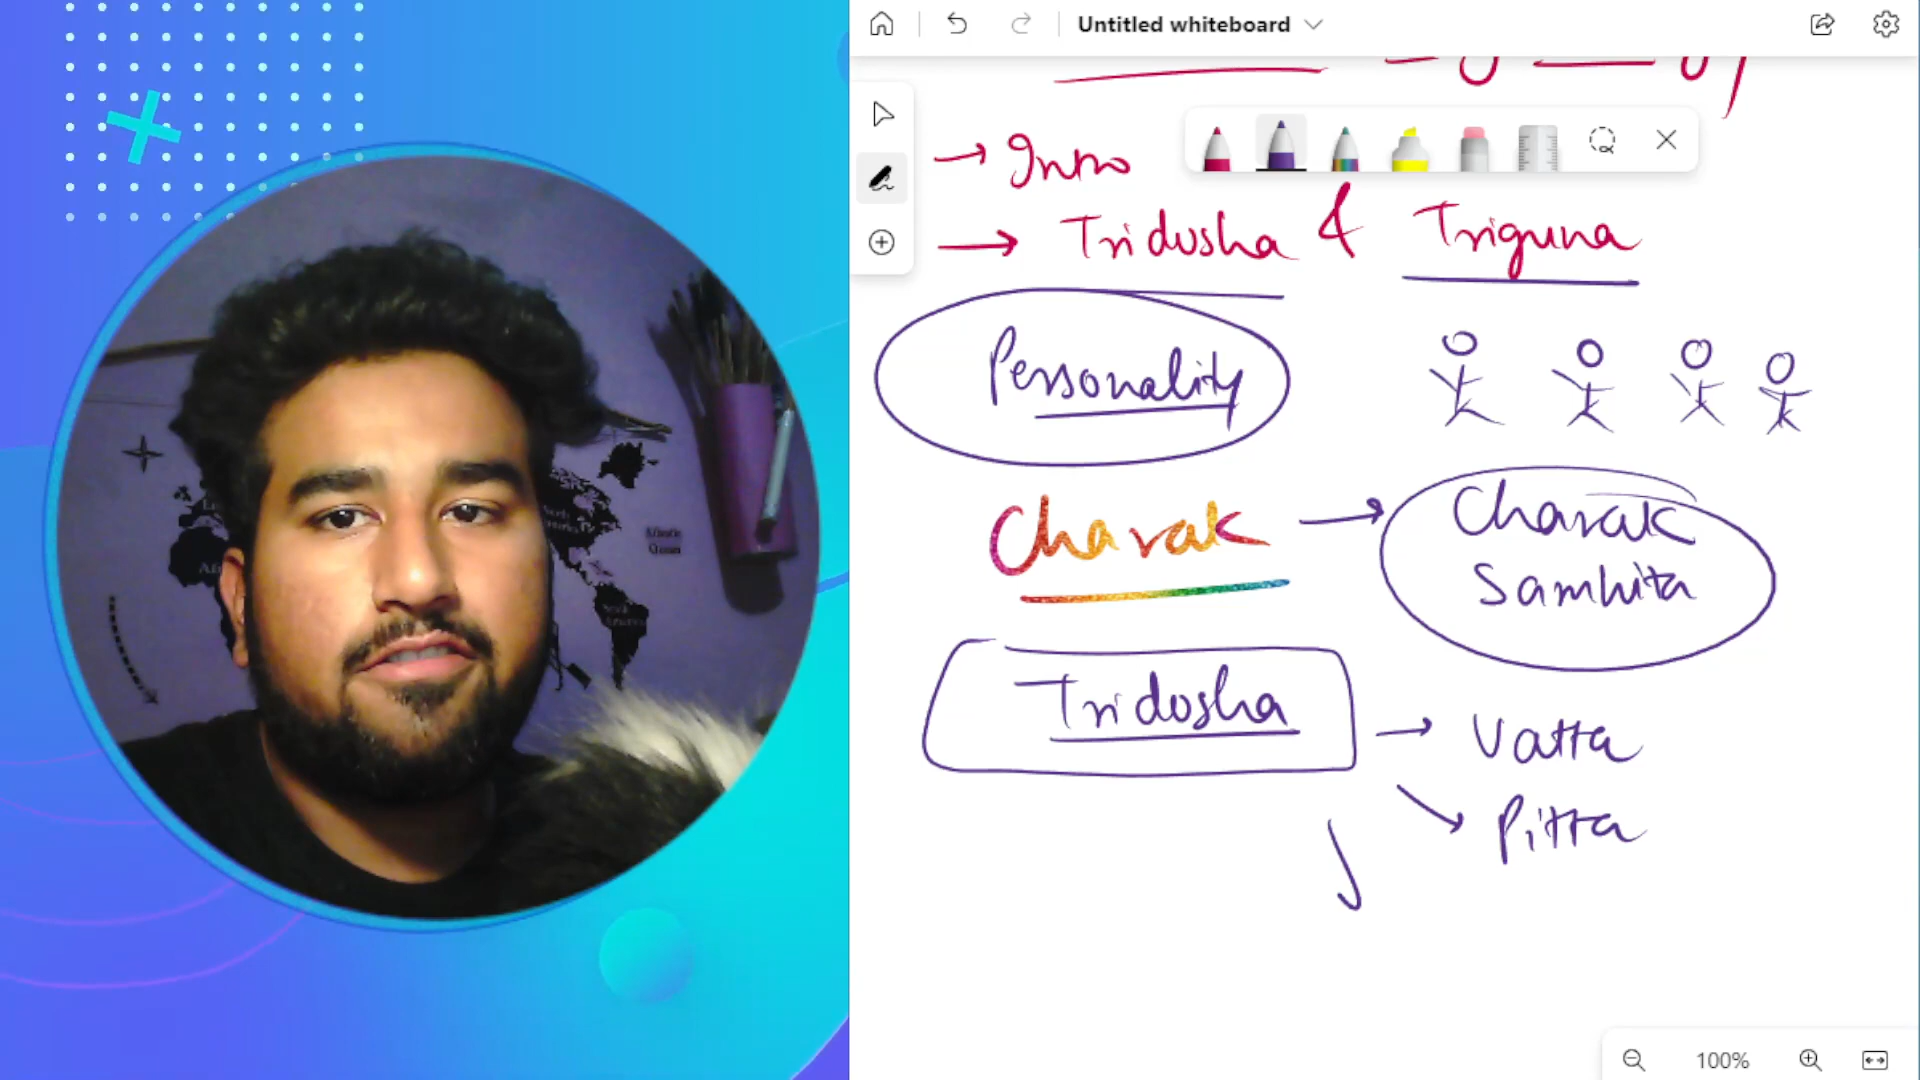 Untitled whiteboard
→ Intro
→ Tridosha & Triguna
Personality
Charak → Charak
Samhita
Tridosha → Vatta
Pitta
100%